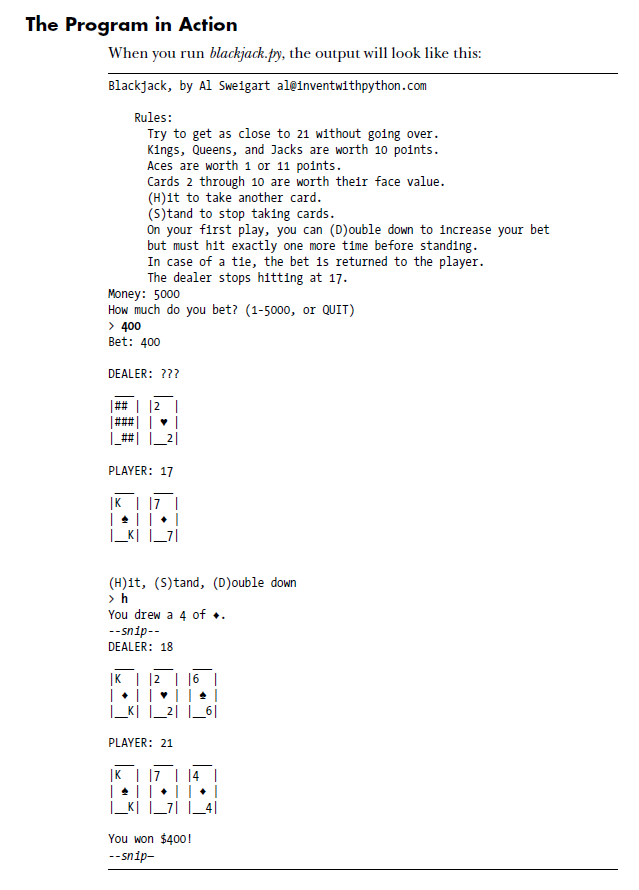 The Program in Action
When you run blackjack.py, the output will look like this:
Blackjack, by Al Sweigart al@inventwithpython.com
Rules:
Try to get as close to 21 without going over.
Kings, Queens, and Jacks are worth 10 points.
Aces are worth 1 or 11 points.
Cards 2 through 10 are worth their face value.
(H)it to take another card.
(S)tand to stop taking cards.
On your first play, you can (D)ouble down to increase your bet
but must hit exactly one more time before standing.
In case of a tie, the bet is returned to the player.
The dealer stops hitting at 17.
Money: 5000
How much do you bet? (1-5000, or QUIT)
> 400
Bet: 400
DEALER: ???
 ___   ___
|## | |2  |
|###| | ♥ |
|_##| |__2|
PLAYER: 17
 ___   ___
|K  | |7  |
| ♠ | | ♦ |
|__K| |__7|
(H)it, (S)tand, (D)ouble down
> h
You drew a 4 of ♦.
--snip--
DEALER: 18
 ___   ___   ___
|K  | |2  | |6  |
| ♦ | | ♥ | | ♠ |
|__K| |__2| |__6|
PLAYER: 21
 ___   ___   ___
|K  | |7  | |4  |
| ♠ | | ♦ | | ♦ |
|__K| |__7| |__4|
You won $400!
--snip–